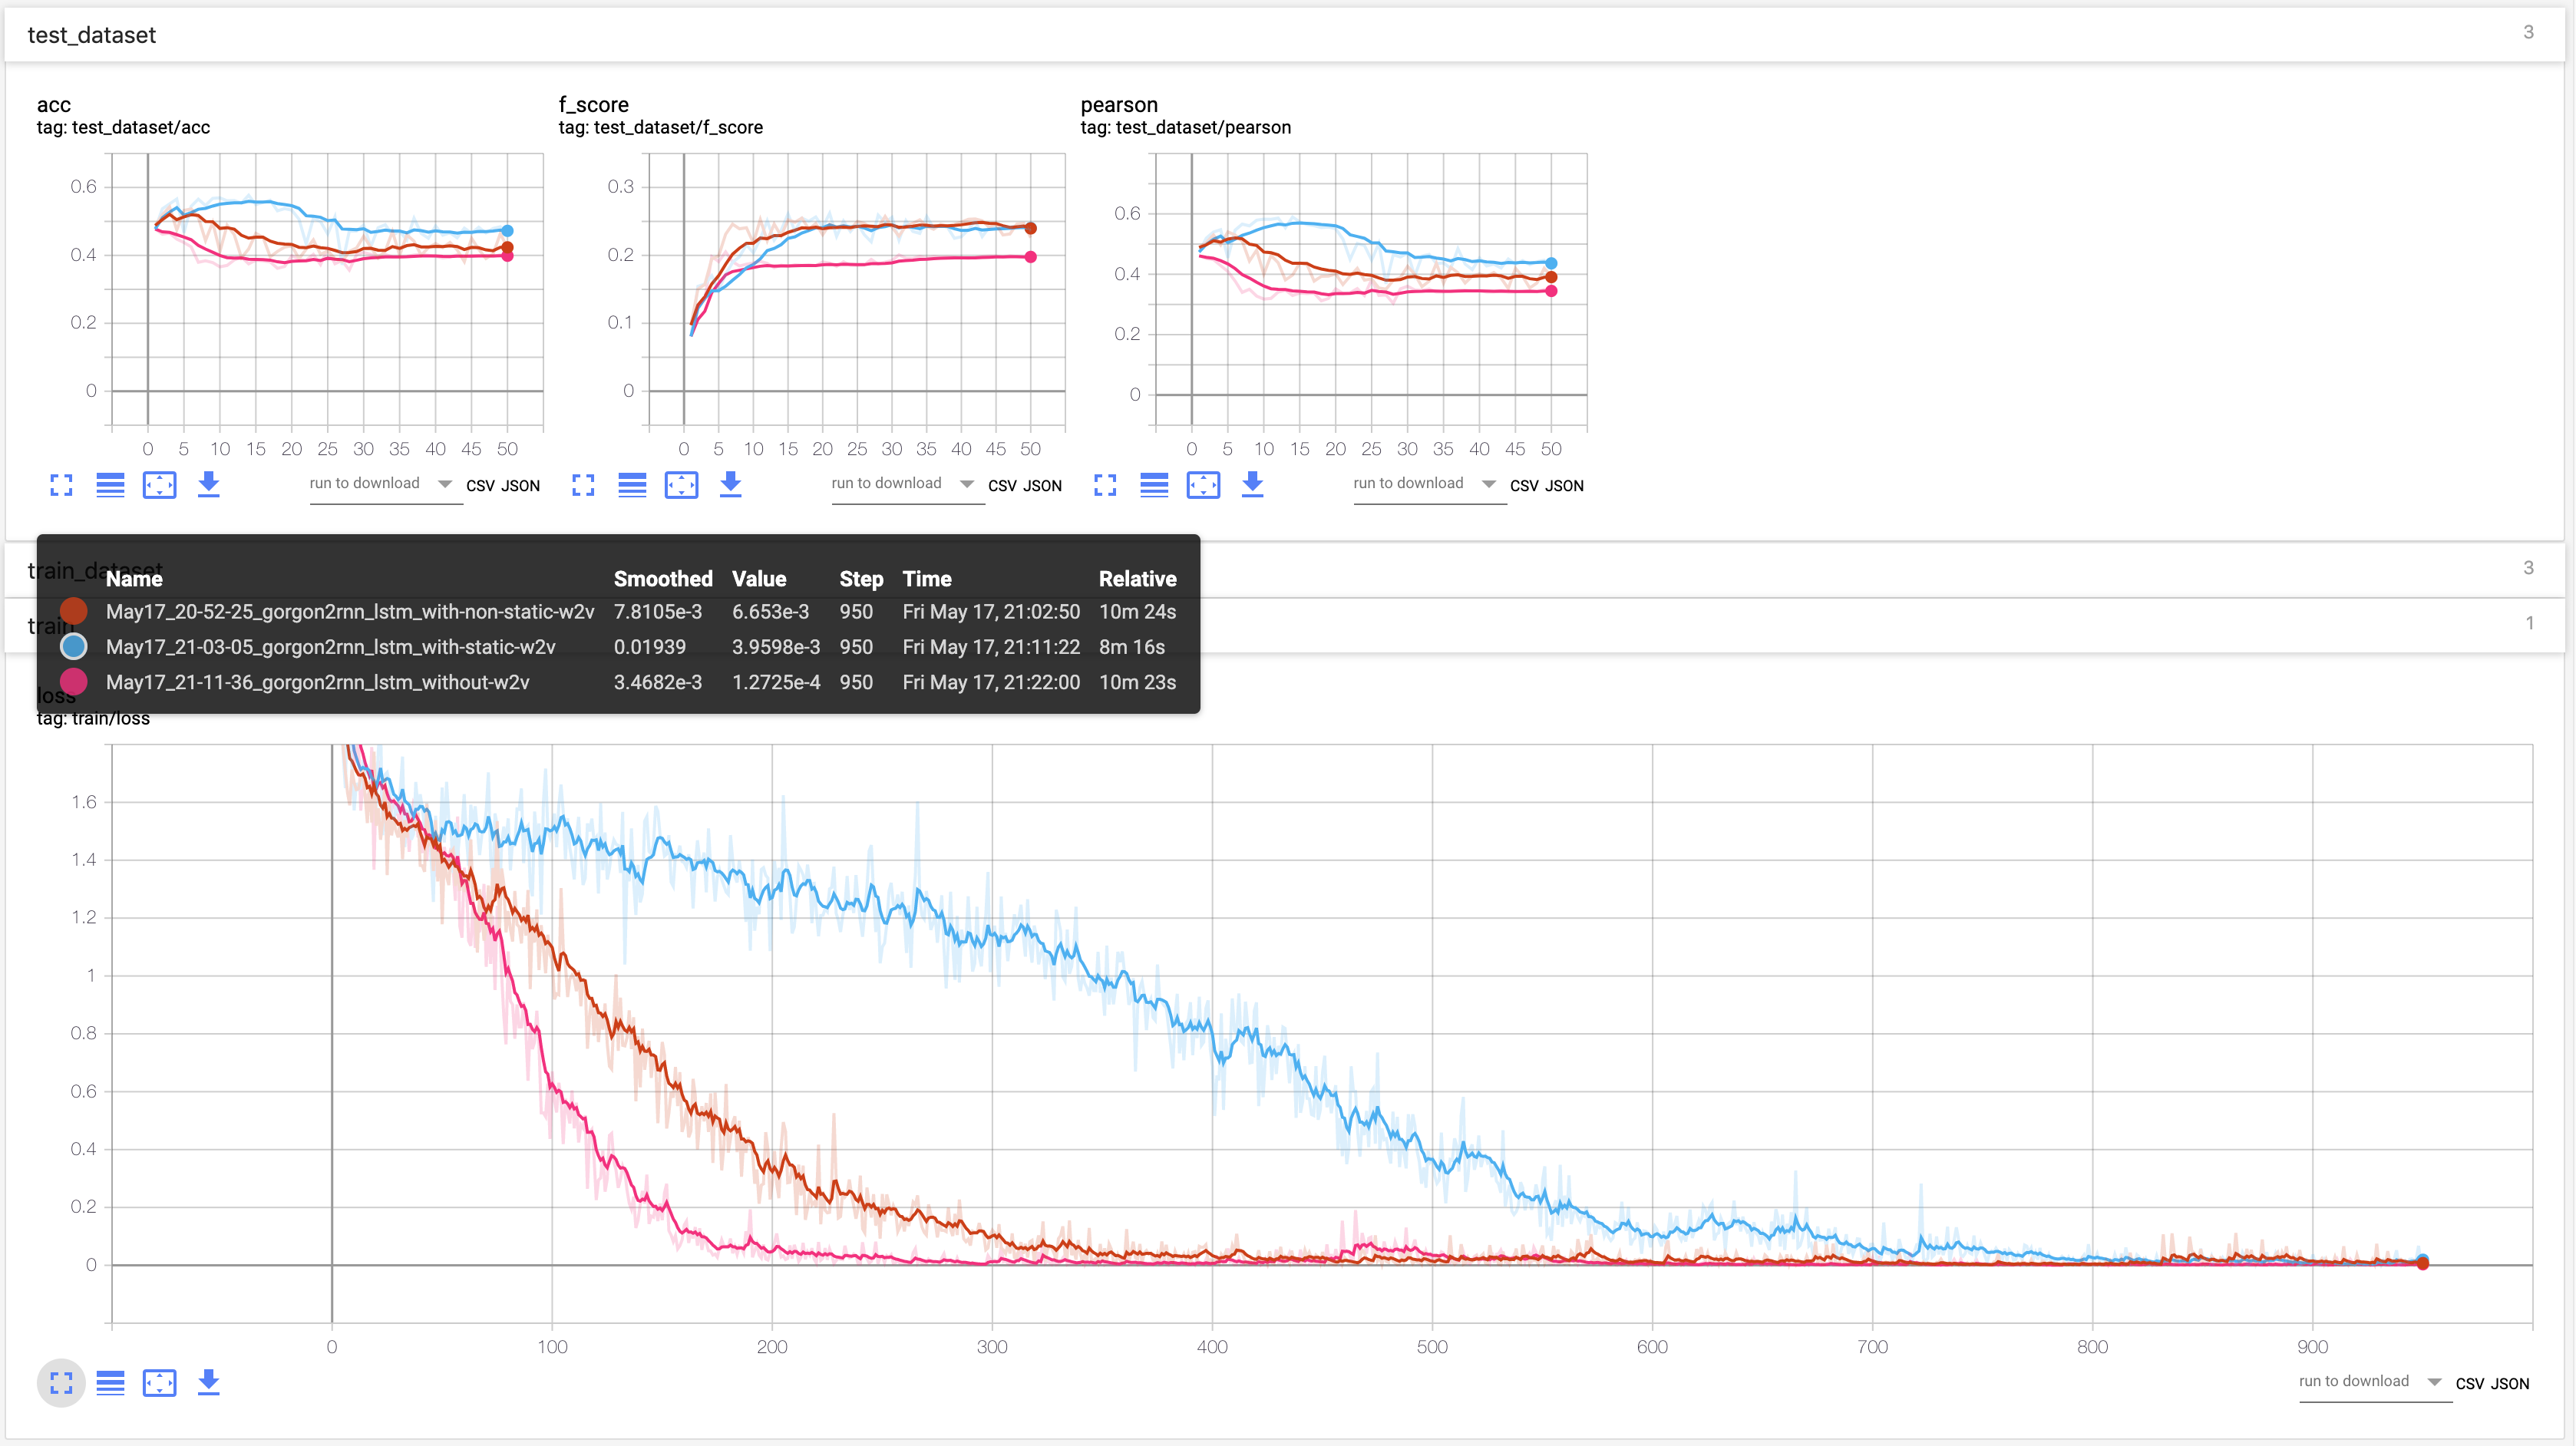 test_dataset 3
acc f_score pearson
tag: test_dataset/acc tag: test_dataset/f_score tag: test_dataset/pearson
0.6
0.4
0.2
0
0 5 10 15 20 25 30 35 40 45 50
0.3
0.2
0.1
0
0 5 10 15 20 25 30 35 40 45 50
0.6
0.4
0.2
0
0 5 10 15 20 25 30 35 40 45 50
run to download CSV JSON
run to download CSV JSON
run to download CSV JSON
train_dataset 3
Name Smoothed Value Step Time Relative
May17_20-52-25_gorgon2rnn_lstm_with-non-static-w2v 7.8105e-3 6.653e-3 950 Fri May 17, 21:02:50 10m 24s
train 1
May17_21-03-05_gorgon2rnn_lstm_with-static-w2v 0.01939 3.9598e-3 950 Fri May 17, 21:11:22 8m 16s
May17_21-11-36_gorgon2rnn_lstm_without-w2v 3.4682e-3 1.2725e-4 950 Fri May 17, 21:22:00 10m 23s
loss
tag: train/loss
1.6
1.4
1.2
1
0.8
0.6
0.4
0.2
0
0 100 200 300 400 500 600 700 800 900
run to download CSV JSON